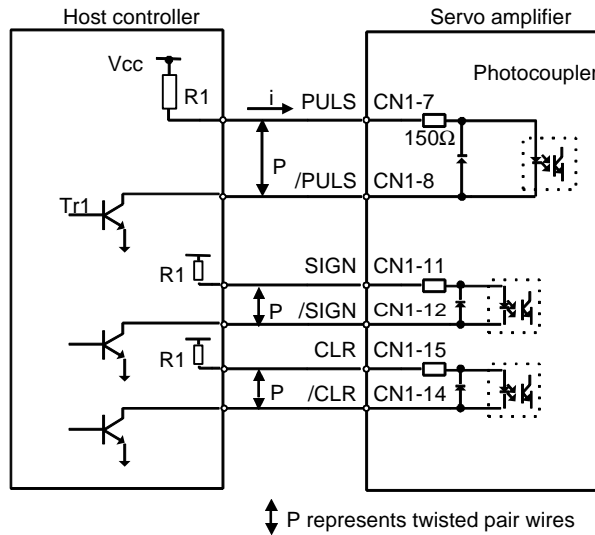 Host controller
Servo amplifier
Vcc
R1
i
PULS
CN1-7
150Ω
Photocoupler
P
/PULS
CN1-8
Tr1
R1
SIGN
CN1-11
P
/SIGN
CN1-12
R1
CLR
CN1-15
P
/CLR
CN1-14
P represents twisted pair wires